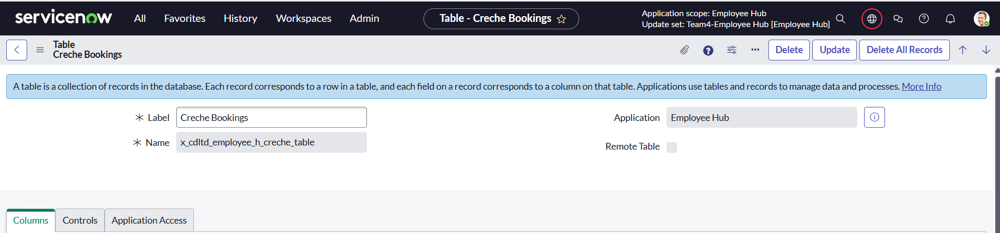 servicenow All Favorites History Workspaces Admin Table - Creche Bookings
Application scope: Employee Hub
Update set: Team4-Employee Hub [Employee Hub]
Table
Creche Bookings
Delete Update Delete All Records
A table is a collection of records in the database. Each record corresponds to a row in a table, and each field on a record corresponds to a column on that table. Applications use tables and records to manage data and processes. More Info
Label Creche Bookings
Application Employee Hub
Name x_cdltd_employee_h_creche_table
Remote Table
Columns Controls Application Access